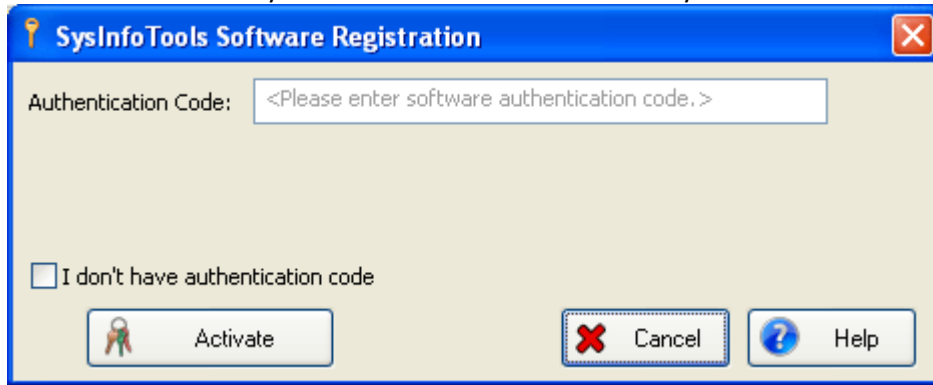 SysInfoTools Software Registration
Authentication Code: <Please enter software authentication code.>
I don't have authentication code
Activate Cancel Help